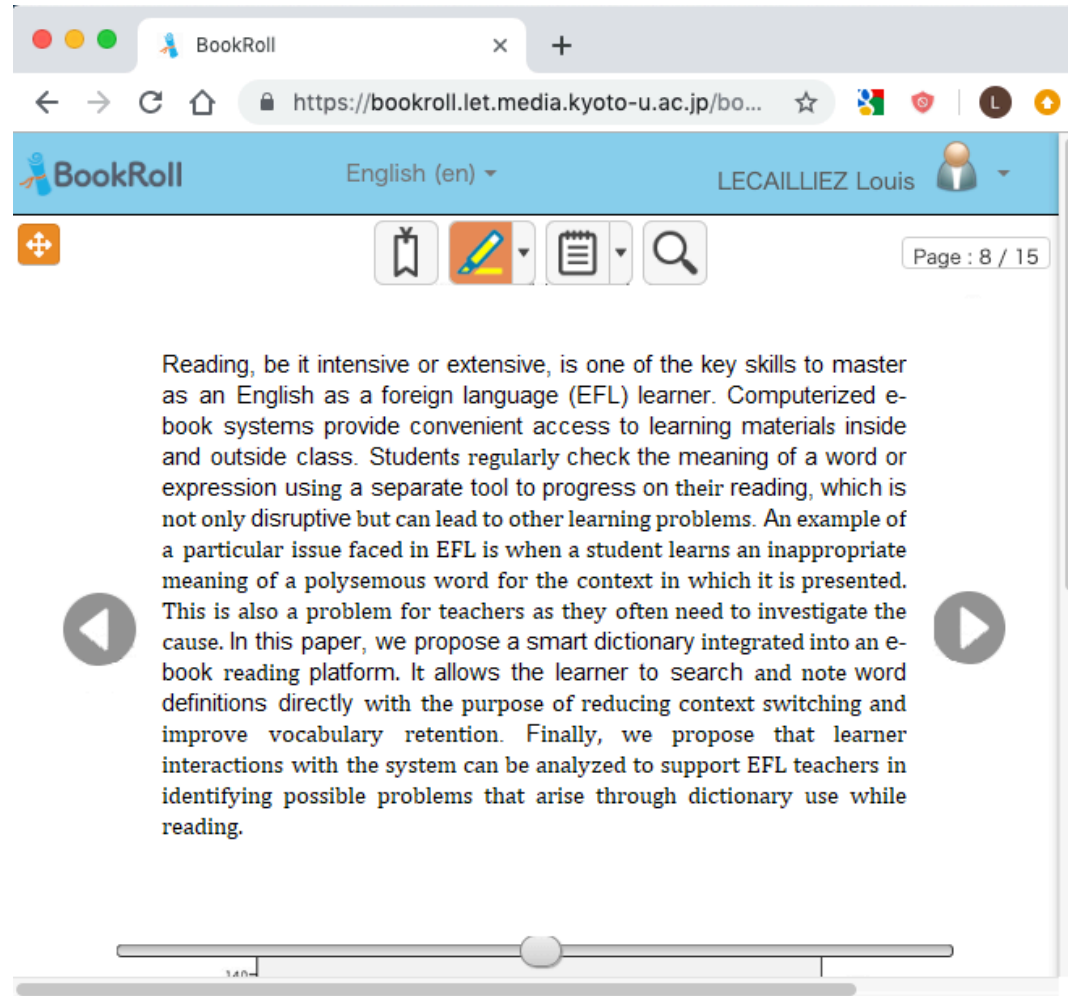 BookRoll
https://bookroll.let.media.kyoto-u.ac.jp/bo...
L
BookRoll
English (en)
LECAILLIEZ Louis
Page : 8 / 15
Reading, be it intensive or extensive, is one of the key skills to master
as an English as a foreign language (EFL) learner. Computerized e-
book systems provide convenient access to learning materials inside
and outside class. Students regularly check the meaning of a word or
expression using a separate tool to progress on their reading, which is
not only disruptive but can lead to other learning problems. An example of
a particular issue faced in EFL is when a student learns an inappropriate
meaning of a polysemous word for the context in which it is presented.
This is also a problem for teachers as they often need to investigate the
cause. In this paper, we propose a smart dictionary integrated into an e-
book reading platform. It allows the learner to search and note word
definitions directly with the purpose of reducing context switching and
improve vocabulary retention. Finally, we propose that learner
interactions with the system can be analyzed to support EFL teachers in
identifying possible problems that arise through dictionary use while
reading.